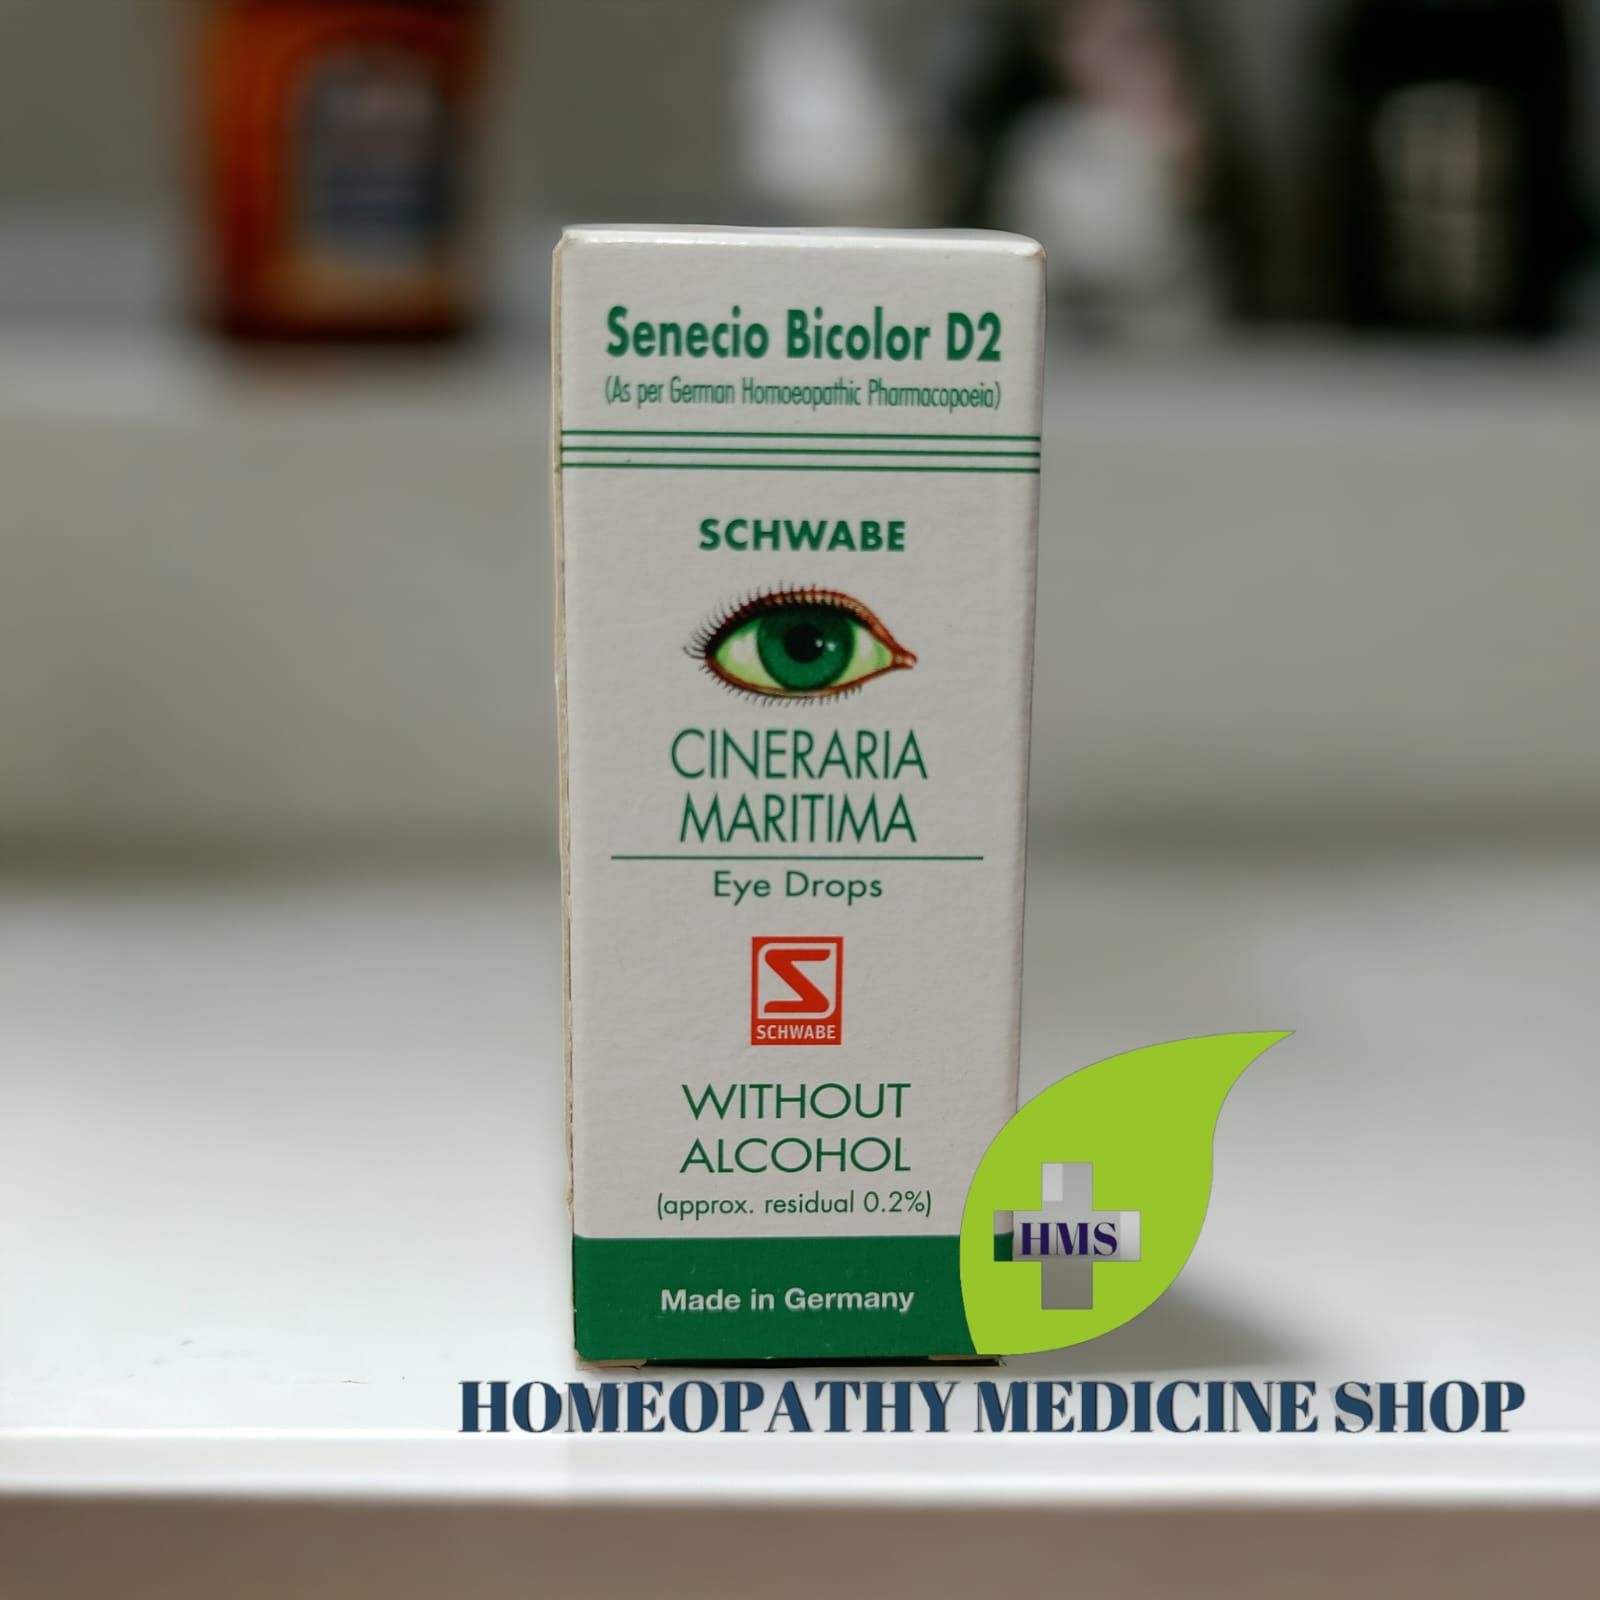 Senecio Bicolor D2
(As per German Homoeopathic Pharmacopoeia)
SCHWABE
CINERARIA
MARITIMA
Eye Drops
SCHWABE
WITHOUT
ALCOHOL
(approx. residual 0.2%)
Made in Germany
HMS
HOMEOPATHY MEDICINE SHOP